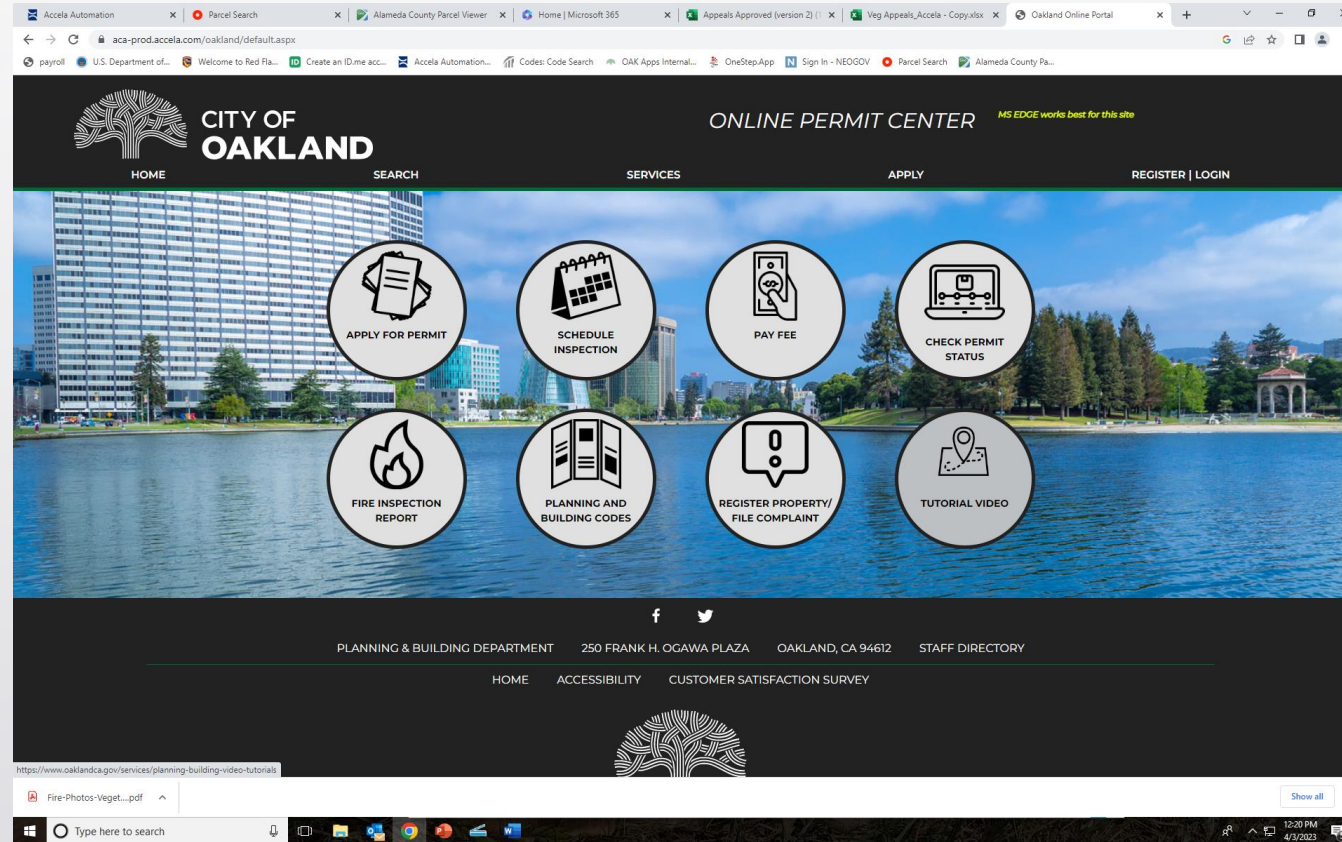 Accela Automation
Parcel Search
Alameda County Parcel Viewer
Home | Microsoft 365
Appeals Approved (version 2) (1
Veg Appeals_Accela - Copy.xlsx
Oakland Online Portal
aca-prod.accela.com/oakland/default.aspx
payroll
U.S. Department of...
Welcome to Red Fla...
Create an ID.me acc...
Accela Automation...
Codes: Code Search
OAK Apps Internal...
OneStep.App
Sign In - NEOGOV
Parcel Search
Alameda County Pa...
CITY OF
OAKLAND
ONLINE PERMIT CENTER
MS EDGE works best for this site
HOME
SEARCH
SERVICES
APPLY
REGISTER | LOGIN
APPLY FOR PERMIT
SCHEDULE
INSPECTION
PAY FEE
CHECK PERMIT
STATUS
FIRE INSPECTION
REPORT
PLANNING AND
BUILDING CODES
REGISTER PROPERTY/
FILE COMPLAINT
TUTORIAL VIDEO
PLANNING & BUILDING DEPARTMENT
250 FRANK H. OGAWA PLAZA
OAKLAND, CA 94612
STAFF DIRECTORY
HOME
ACCESSIBILITY
CUSTOMER SATISFACTION SURVEY
https://www.oaklandca.gov/services/planning-building-video-tutorials
Fire-Photos-Veget....pdf
Show all
Type here to search
12:20 PM
4/3/2023